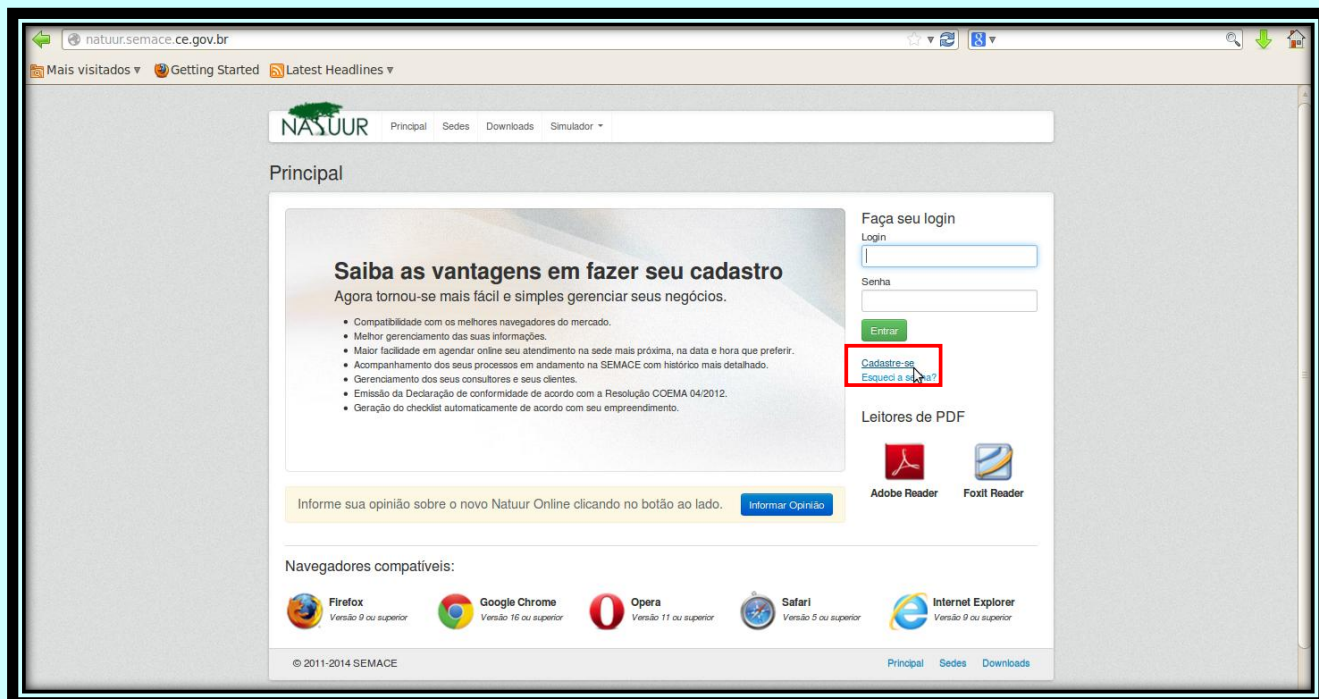 natuur.semace.ce.gov.br
Mais visitados Getting Started Latest Headlines
NATUUR Principal Sedes Downloads Simulador
Principal
Saiba as vantagens em fazer seu cadastro
Agora tornou-se mais fácil e simples gerenciar seus negócios.
• Compatibilidade com os melhores navegadores do mercado.
• Melhor gerenciamento das suas informações.
• Maior facilidade em agendar online seu atendimento na sede mais próxima, na data e hora que preferir.
• Acompanhamento dos seus processos em andamento na SEMACE com histórico mais detalhado.
• Gerenciamento dos seus consultores e seus clientes.
• Emissão da Declaração de conformidade de acordo com a Resolução COEMA 04/2012.
• Geração do checklist automaticamente de acordo com seu empreendimento.
Faça seu login
Login
Senha
Entrar
Cadastre-se
Esqueci a senha?
Leitores de PDF
Adobe Reader Foxit Reader
Informe sua opinião sobre o novo Natuur Online clicando no botão ao lado. Informar Opinião
Navegadores compatíveis:
Firefox Google Chrome Opera Safari Internet Explorer
Versão 9 ou superior Versão 16 ou superior Versão 11 ou superior Versão 5 ou superior Versão 9 ou superior
© 2011-2014 SEMACE Principal Sedes Downloads